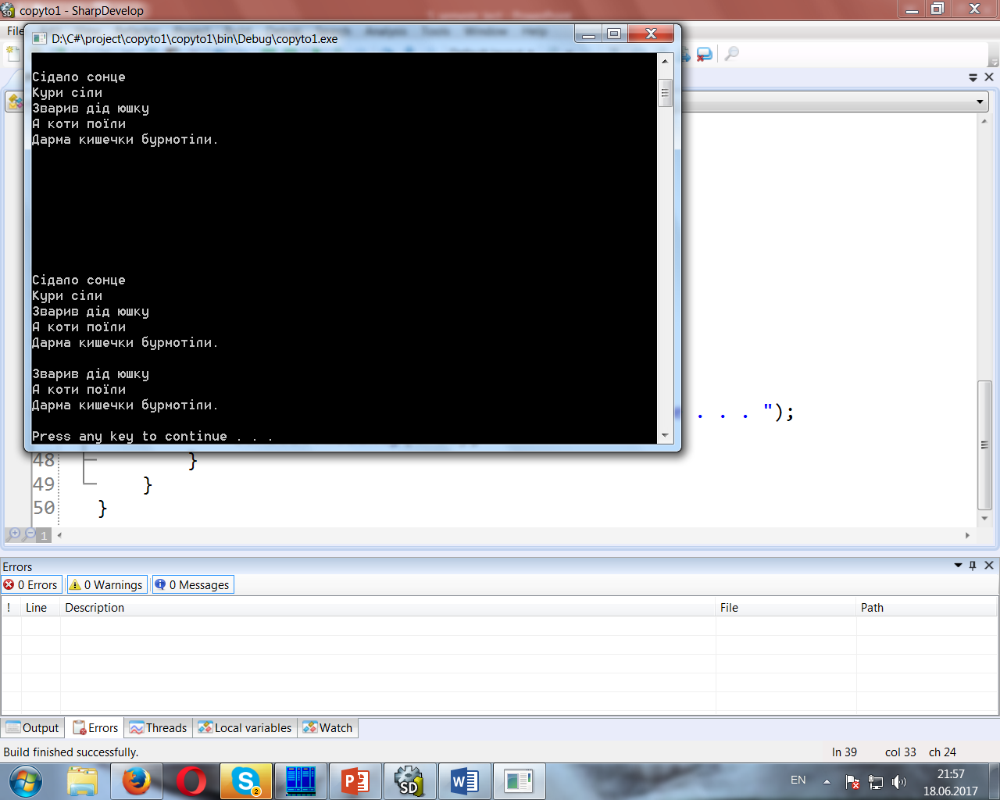 copyto1 - SharpDevelop
File
D:\C#\project\copyto1\copyto1\bin\Debug\copyto1.exe
Сідало сонце
Кури сіли
Зварив дід юшку
А коти поїли
Дарма кишечки бурмотіли.
Сідало сонце
Кури сіли
Зварив дід юшку
А коти поїли
Дарма кишечки бурмотіли.
Зварив дід юшку
А коти поїли
Дарма кишечки бурмотіли.
Press any key to continue . . .
. . . ");
48 }
49 }
50 }
1
Errors
0 Errors 0 Warnings 0 Messages
! Line Description File Path
Output Errors Threads Local variables Watch
Build finished successfully. ln 39 col 33 ch 24
2
EN 21:57
18.06.2017